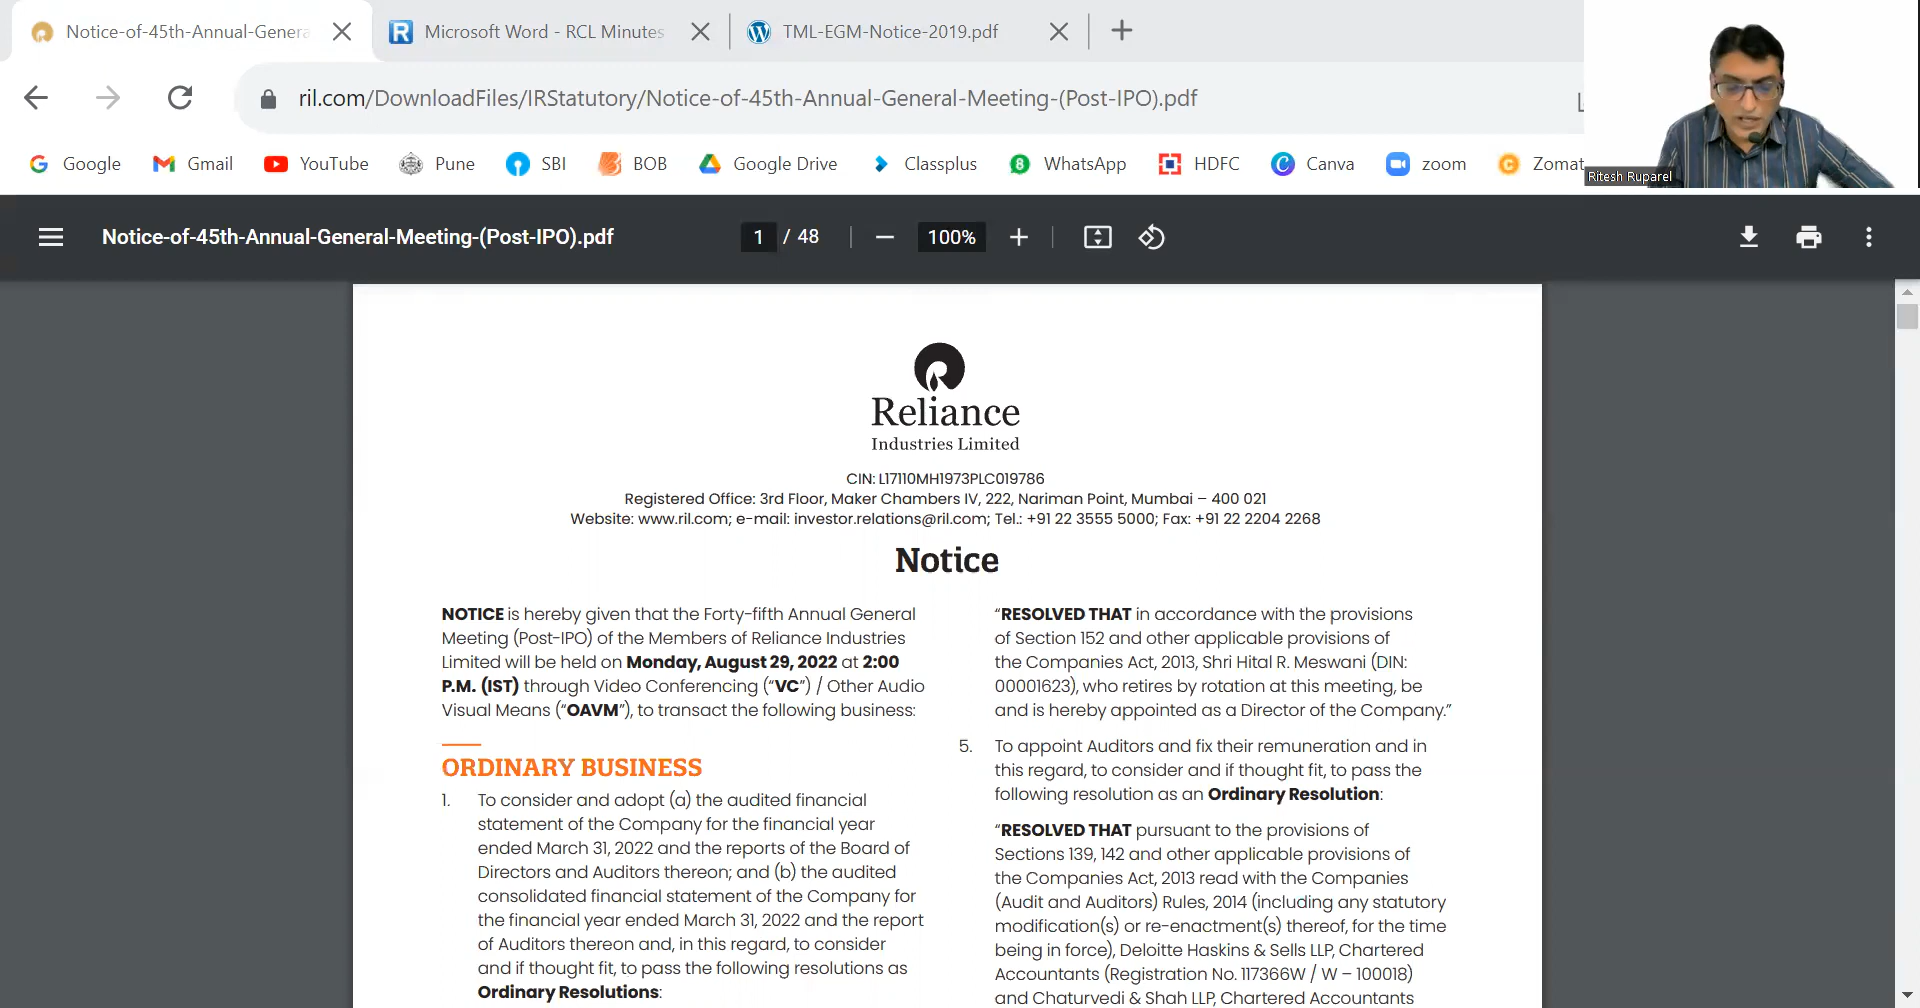 Notice-of-45th-Annual-Genera
Microsoft Word - RCL Minutes
TML-EGM-Notice-2019.pdf
ril.com/DownloadFiles/IRStatutory/Notice-of-45th-Annual-General-Meeting-(Post-IPO).pdf
Google
Gmail
YouTube
Pune
SBI
BOB
Google Drive
Classplus
8
WhatsApp
HDFC
Canva
zoom
Zomat
Ritesh Ruparel
Notice-of-45th-Annual-General-Meeting-(Post-IPO).pdf
1 / 48
100%
Reliance
Industries Limited
CIN: L17110MH1973PLC019786
Registered Office: 3rd Floor, Maker Chambers IV, 222, Nariman Point, Mumbai – 400 021
Website: www.ril.com; e-mail: investor.relations@ril.com; Tel.: +91 22 3555 5000; Fax: +91 22 2204 2268
Notice
NOTICE is hereby given that the Forty-fifth Annual General
Meeting (Post-IPO) of the Members of Reliance Industries
Limited will be held on Monday, August 29, 2022 at 2:00
P.M. (IST) through Video Conferencing (“VC”) / Other Audio
Visual Means (“OAVM”), to transact the following business:
ORDINARY BUSINESS
1. To consider and adopt (a) the audited financial
statement of the Company for the financial year
ended March 31, 2022 and the reports of the Board of
Directors and Auditors thereon; and (b) the audited
consolidated financial statement of the Company for
the financial year ended March 31, 2022 and the report
of Auditors thereon and, in this regard, to consider
and if thought fit, to pass the following resolutions as
Ordinary Resolutions:
“RESOLVED THAT in accordance with the provisions
of Section 152 and other applicable provisions of
the Companies Act, 2013, Shri Hital R. Meswani (DIN:
00001623), who retires by rotation at this meeting, be
and is hereby appointed as a Director of the Company.”
5. To appoint Auditors and fix their remuneration and in
this regard, to consider and if thought fit, to pass the
following resolution as an Ordinary Resolution:
“RESOLVED THAT pursuant to the provisions of
Sections 139, 142 and other applicable provisions of
the Companies Act, 2013 read with the Companies
(Audit and Auditors) Rules, 2014 (including any statutory
modification(s) or re-enactment(s) thereof, for the time
being in force), Deloitte Haskins & Sells LLP, Chartered
Accountants (Registration No. 117366W / W – 100018)
and Chaturvedi & Shah LLP, Chartered Accountants